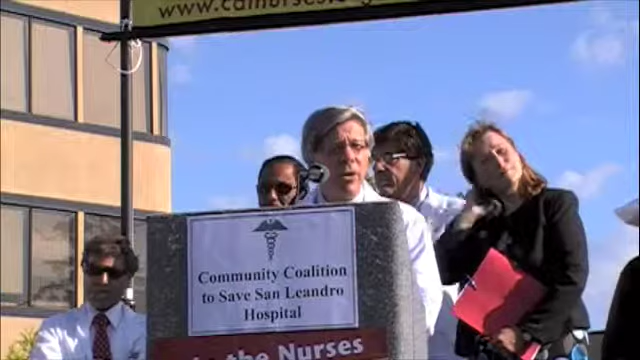 Community Coalition
to Save San Leandro
Hospital
the Nurses